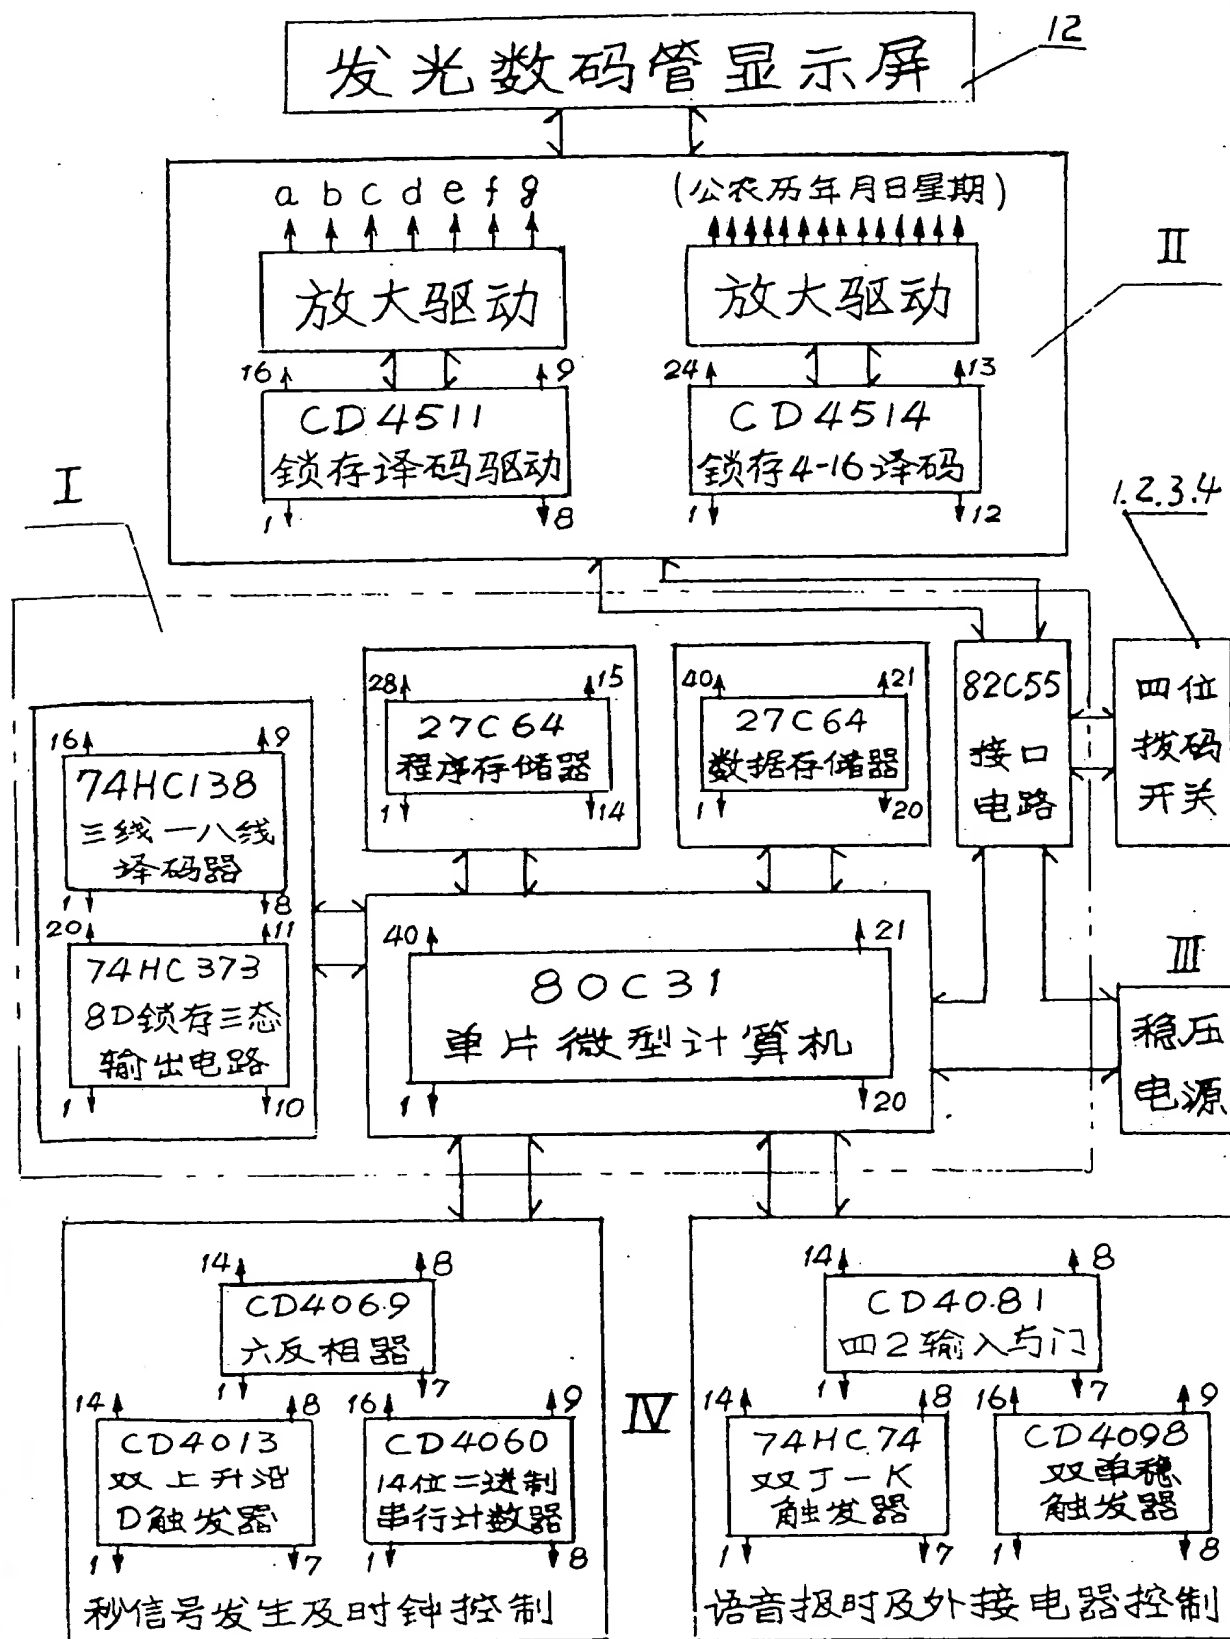 12
发光数码管显示屏
a b c d e f g
(公农历年月日星期)
II
放大驱动
放大驱动
16 9
24 13
CD4511
锁存译码驱动
CD4514
锁存4-16译码
1 8
1 12
I
1.2.3.4
28 15
27C64
程序存储器
1 14
40 21
27C64
数据存储器
1 20
82C55
接口
电路
四位
拨码
开关
16 9
74HC138
三线一八线
译码器
1 8
20 11
74HC373
8D锁存三态
输出电路
1 10
40 21
80C31
单片微型计算机
1 20
III
稳压
电源
14 8
CD4069
六反相器
1 7
14 8
CD4013
双上升沿
D触发器
1 7
16 9
CD4060
14位二进制
串行计数器
1 8
秒信号发生及时钟控制
IV
14 8
CD4081
四2输入与门
1 7
14 8
74HC74
双J-K
触发器
1 7
16 9
CD4098
双单稳
触发器
1 8
语音报时及外接电器控制